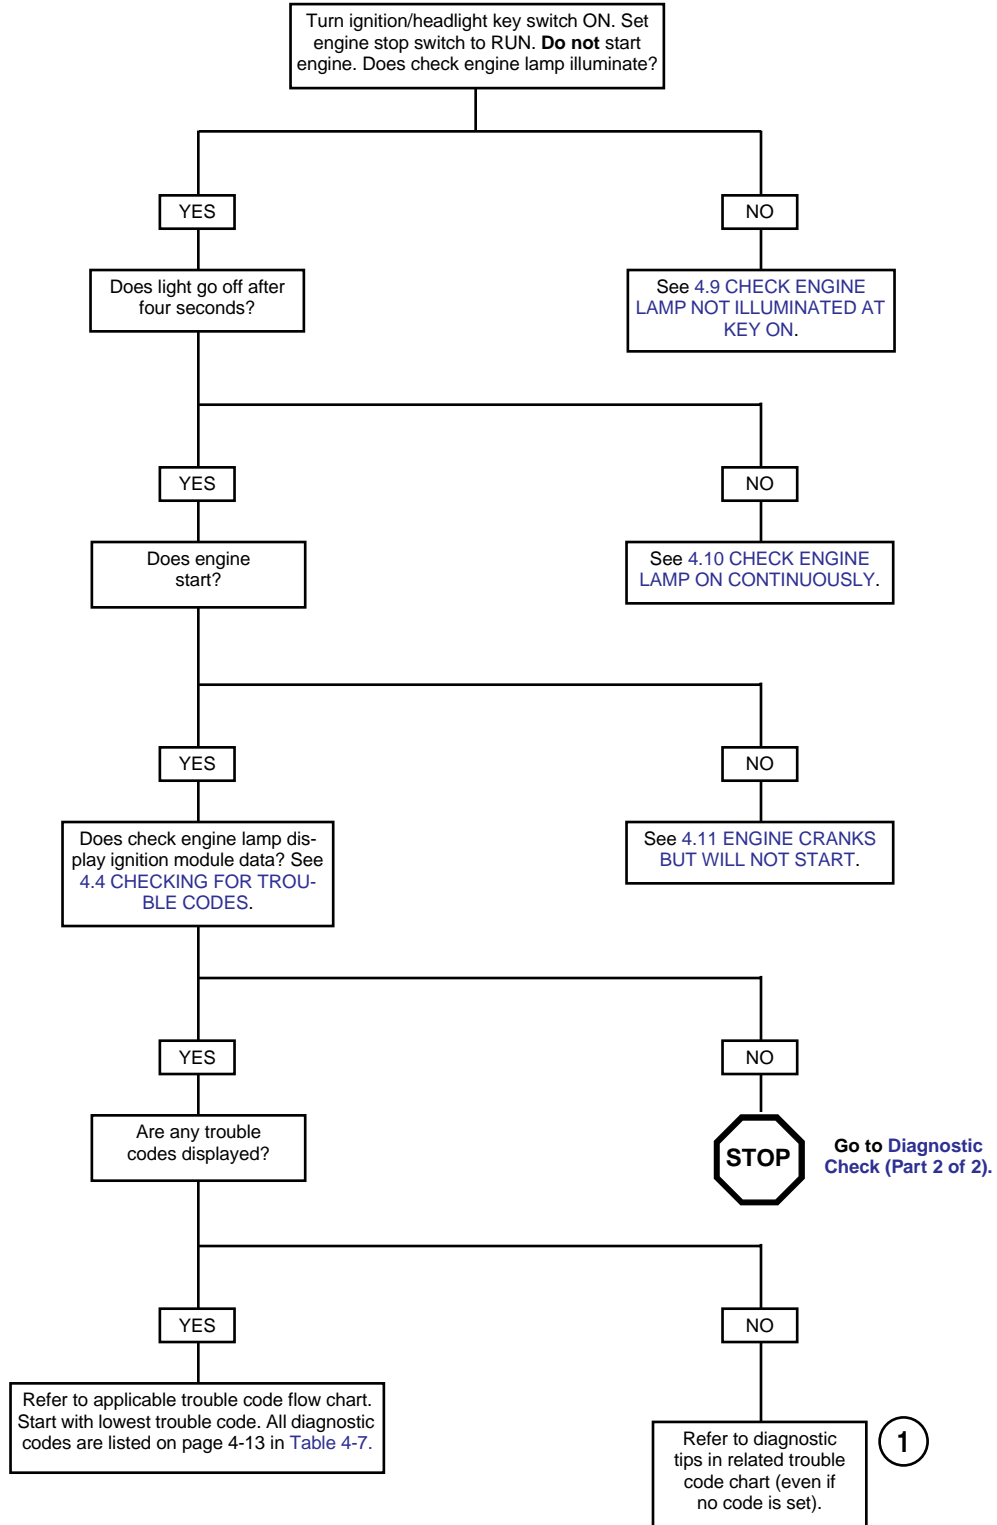 Turn ignition/headlight key switch ON. Set
engine stop switch to RUN. Do not start
engine. Does check engine lamp illuminate?
YES
NO
Does light go off after
four seconds?
See 4.9 CHECK ENGINE
LAMP NOT ILLUMINATED AT
KEY ON.
YES
NO
Does engine
start?
See 4.10 CHECK ENGINE
LAMP ON CONTINUOUSLY.
YES
NO
Does check engine lamp dis-
play ignition module data? See
4.4 CHECKING FOR TROU-
BLE CODES.
See 4.11 ENGINE CRANKS
BUT WILL NOT START.
YES
NO
Are any trouble
codes displayed?
STOP
Go to Diagnostic
Check (Part 2 of 2).
YES
NO
Refer to applicable trouble code flow chart.
Start with lowest trouble code. All diagnostic
codes are listed on page 4-13 in Table 4-7.
Refer to diagnostic
tips in related trouble
code chart (even if
no code is set).
1